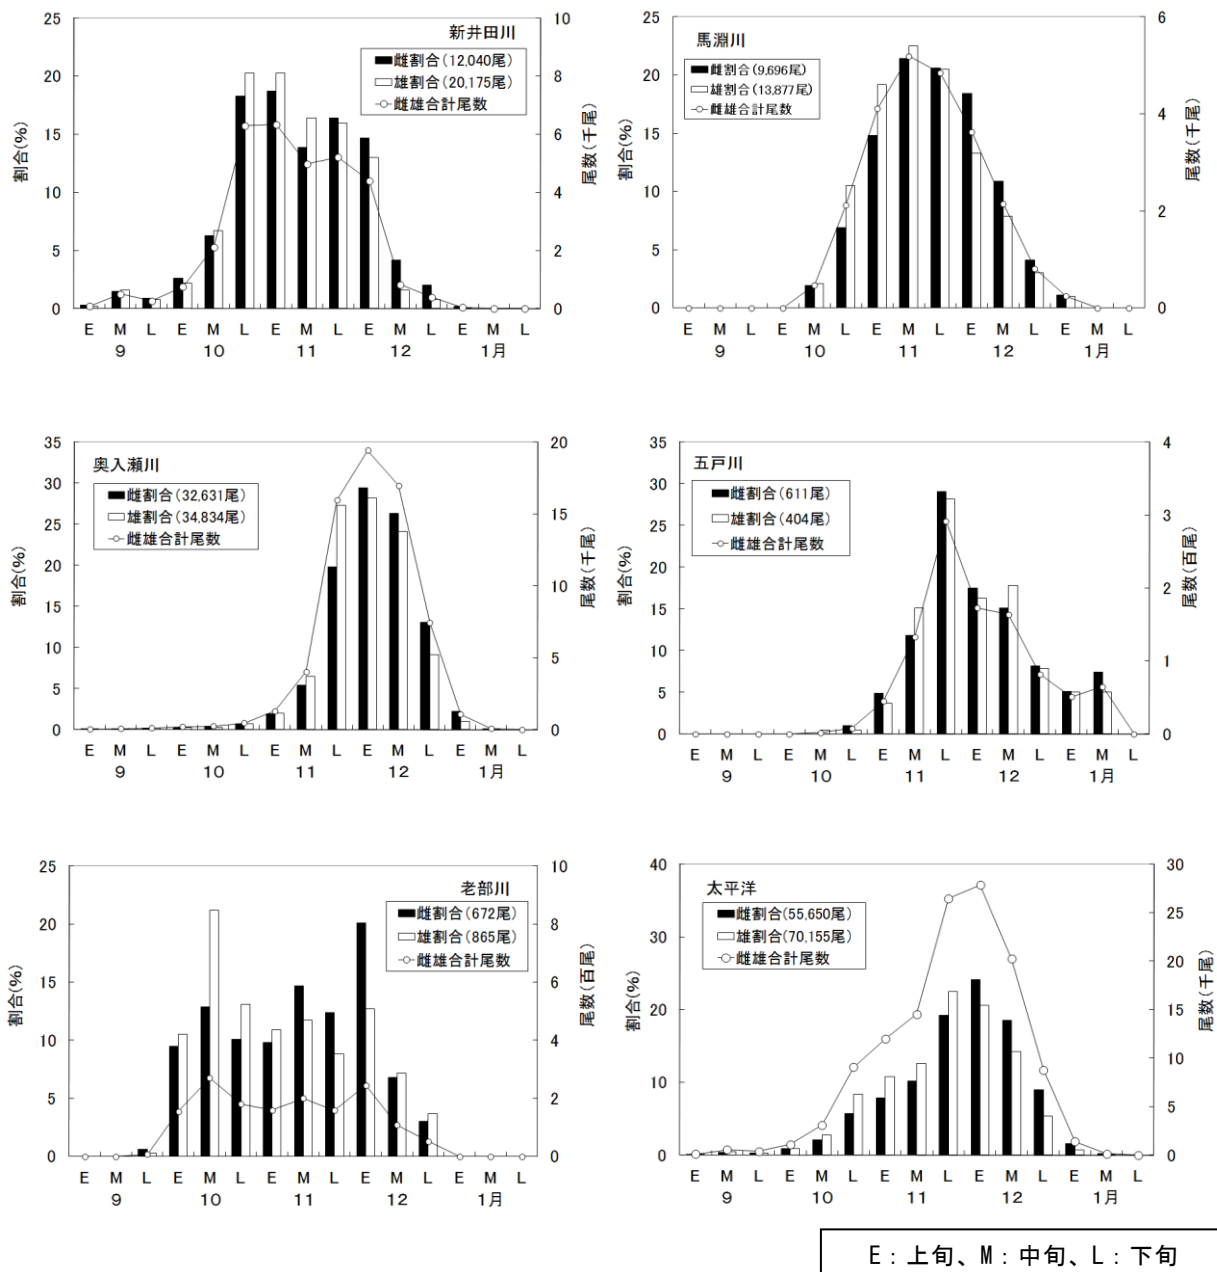 新井田川
雌割合(12,040尾)
雄割合(20,175尾)
雌雄合計尾数
割合(%)
尾数(千尾)
25
20
15
10
5
0
10
8
6
4
2
0
E M L E M L E M L E M L E M L
9 10 11 12 1月
馬淵川
雌割合(9,696尾)
雄割合(13,877尾)
雌雄合計尾数
割合(%)
尾数(千尾)
25
20
15
10
5
0
6
4
2
0
E M L E M L E M L E M L E M L
9 10 11 12 1月
奥入瀬川
雌割合(32,631尾)
雄割合(34,834尾)
雌雄合計尾数
割合(%)
尾数(千尾)
35
30
25
20
15
10
5
0
20
15
10
5
0
E M L E M L E M L E M L E M L
9 10 11 12 1月
五戸川
雌割合(611尾)
雄割合(404尾)
雌雄合計尾数
割合(%)
尾数(百尾)
35
30
25
20
15
10
5
0
4
3
2
1
0
E M L E M L E M L E M L E M L
9 10 11 12 1月
老部川
雌割合(672尾)
雄割合(865尾)
雌雄合計尾数
割合(%)
尾数(百尾)
25
20
15
10
5
0
10
8
6
4
2
0
E M L E M L E M L E M L E M L
9 10 11 12 1月
太平洋
雌割合(55,650尾)
雄割合(70,155尾)
雌雄合計尾数
割合(%)
尾数(千尾)
40
30
20
10
0
30
25
20
15
10
5
0
E M L E M L E M L E M L E M L
9 10 11 12 1月
E：上旬、M：中旬、L：下旬